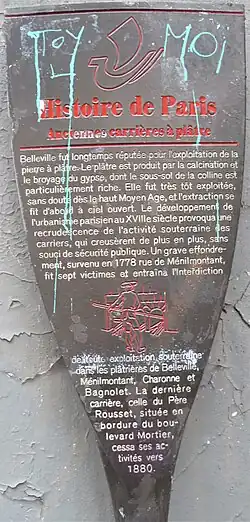 TOY MOI
Histoire de Paris
Anciennes carrières à plâtre
Belleville fut longtemps réputée pour l'exploitation de la
pierre à plâtre. Le plâtre est produit par la calcination et
le broyage du gypse, dont le sous-sol de la colline est
particulièrement riche. Elle fut très tôt exploitée,
sans doute dès le haut Moyen Age, et l'extraction se
fit d'abord à ciel ouvert. Le développement de
l'urbanisme parisien au XVIIIe siècle provoqua une
recrudescence de l'activité souterraine des
carriers, qui creusèrent de plus en plus, sans
souci de sécurité publique. Un grave effondre-
ment, survenu en 1778 rue de Ménilmontant,
fit sept victimes et entraîna l'interdiction
de toute exploitation souterraine
dans les plâtrières de Belleville,
Ménilmontant, Charonne et
Bagnolet. La dernière
carrière, celle du Père
Rousset, située en
bordure du bou-
levard Mortier,
cessa ses ac-
tivités vers
1880.